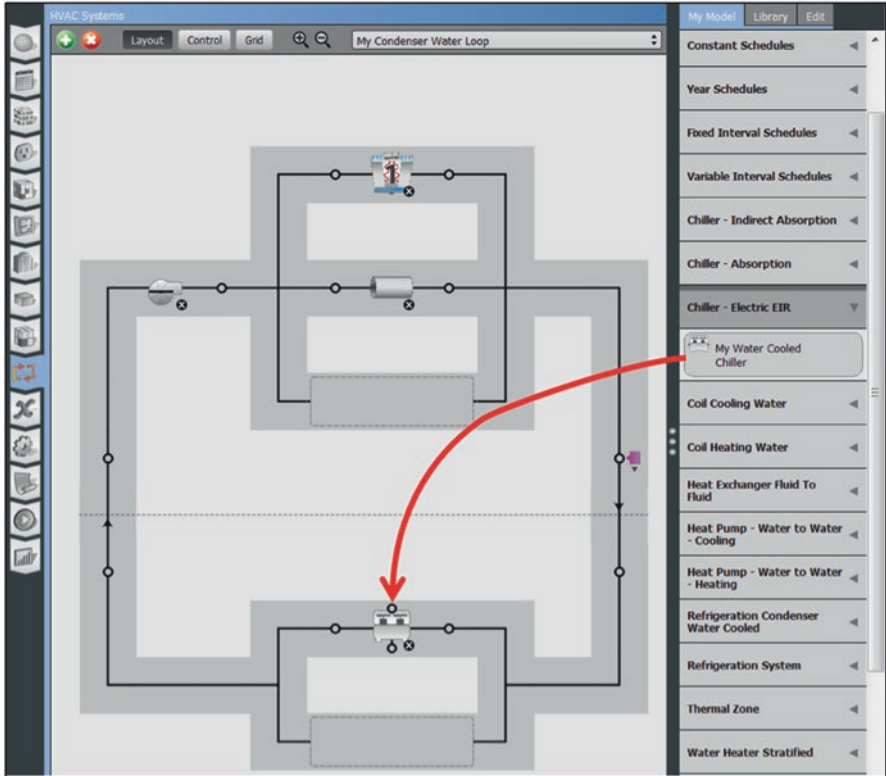 HVAC Systems
My Model Library Edit
Layout Control Grid My Condenser Water Loop
Constant Schedules
Year Schedules
Fixed Interval Schedules
Variable Interval Schedules
Chiller - Indirect Absorption
Chiller - Absorption
Chiller - Electric EIR
My Water Cooled
Chiller
Coil Cooling Water
Coil Heating Water
Heat Exchanger Fluid To
Fluid
Heat Pump - Water to Water
- Cooling
Heat Pump - Water to Water
- Heating
Refrigeration Condenser
Water Cooled
Refrigeration System
Thermal Zone
Water Heater Stratified
1